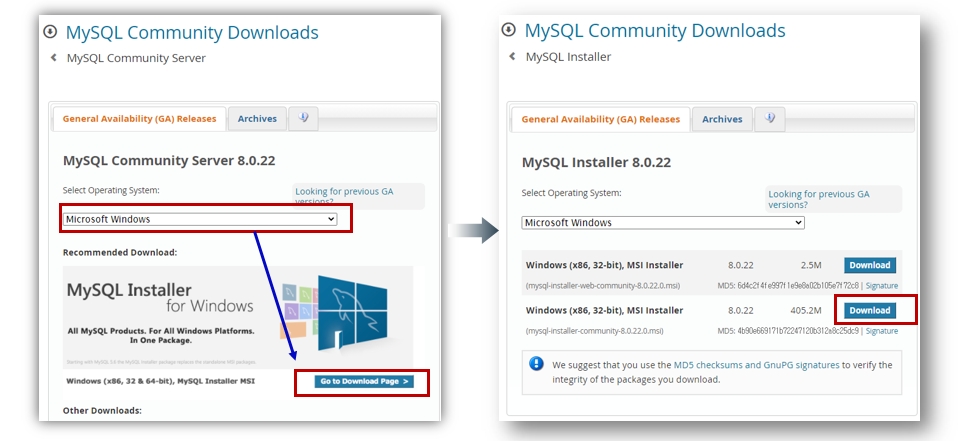 MySQL Community Downloads
MySQL Community Server
General Availability (GA) Releases
Archives
MySQL Community Server 8.0.22
Select Operating System:
Looking for previous GA
versions?
Microsoft Windows
Recommended Download:
MySQL Installer
for Windows
All MySQL Products. For All Windows Platforms.
In One Package.
Starting with MySQL 5.6 the MySQL Installer package replaces the standalone MSI packages.
Windows (x86, 32 & 64-bit), MySQL Installer MSI
Go to Download Page >
Other Downloads:
MySQL Community Downloads
MySQL Installer
General Availability (GA) Releases
Archives
MySQL Installer 8.0.22
Select Operating System:
Looking for previous GA
versions?
Microsoft Windows
Windows (x86, 32-bit), MSI Installer 8.0.22 2.5M Download
(mysql-installer-web-community-8.0.22.0.msi) MD5: | Signature
Windows (x86, 32-bit), MSI Installer 8.0.22 405.2M Download
(mysql-installer-community-8.0.22.0.msi) MD5: | Signature
We suggest that you use the MD5 checksums and GnuPG signatures to verify the
integrity of the packages you download.